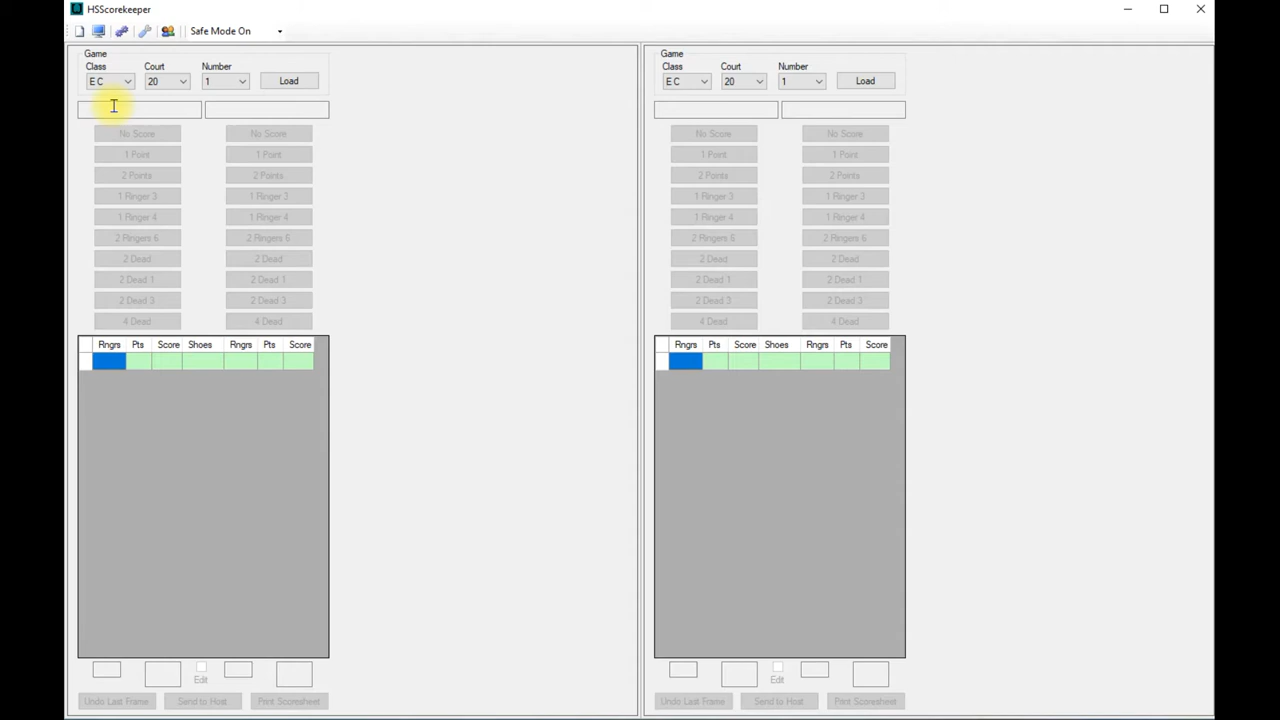 HSScorekeeper
Safe Mode On
Game
Class Court Number
E C 20 1 Load
No Score No Score
1 Point 1 Point
2 Points 2 Points
1 Ringer 3 1 Ringer 3
1 Ringer 4 1 Ringer 4
2 Ringers 6 2 Ringers 6
2 Dead 2 Dead
2 Dead 1 2 Dead 1
2 Dead 3 2 Dead 3
4 Dead 4 Dead
Rngrs Pts Score Shoes Rngrs Pts Score
Edit
Undo Last Frame Send to Host Print Scoresheet
Game
Class Court Number
E C 20 1 Load
No Score No Score
1 Point 1 Point
2 Points 2 Points
1 Ringer 3 1 Ringer 3
1 Ringer 4 1 Ringer 4
2 Ringers 6 2 Ringers 6
2 Dead 2 Dead
2 Dead 1 2 Dead 1
2 Dead 3 2 Dead 3
4 Dead 4 Dead
Rngrs Pts Score Shoes Rngrs Pts Score
Edit
Undo Last Frame Send to Host Print Scoresheet